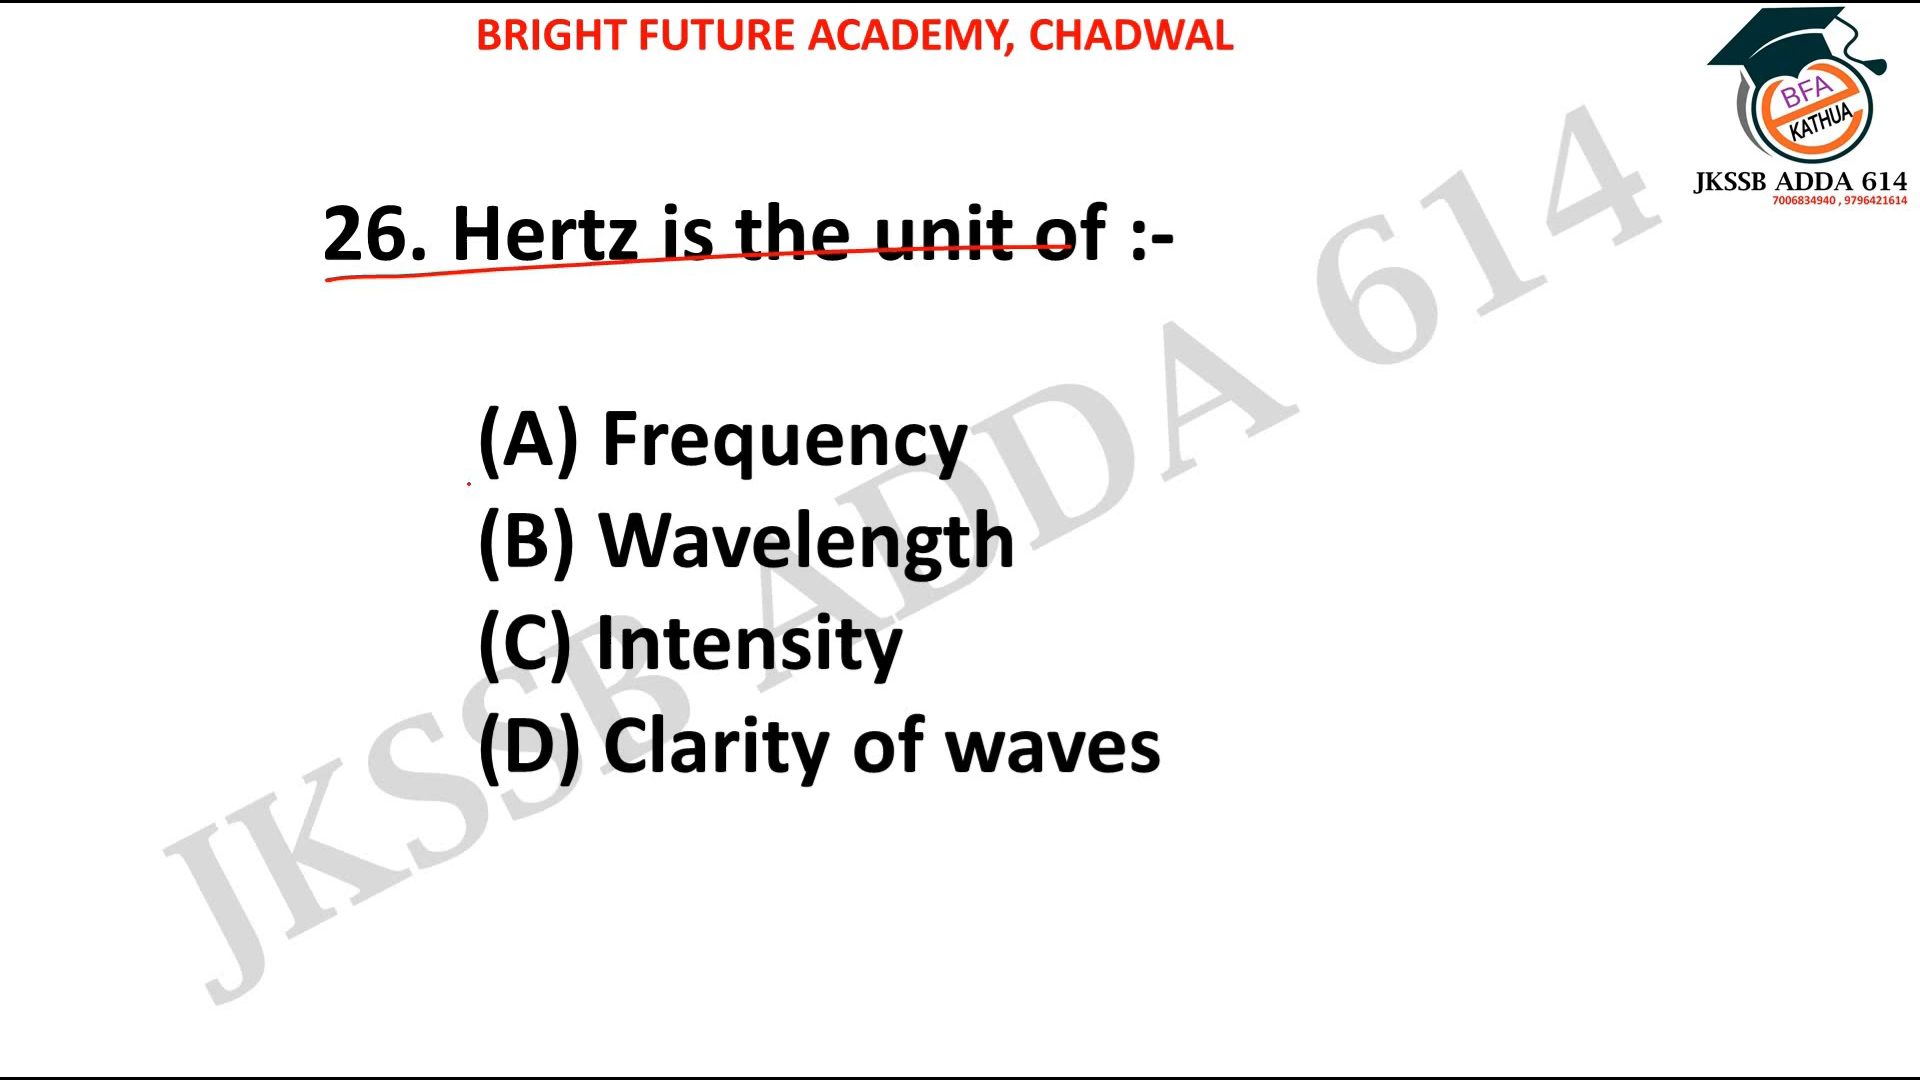 BRIGHT FUTURE ACADEMY, CHADWAL
BFA
KATHUA
JKSSB ADDA 614
7006834940 , 9796421614
26. Hertz is the unit of :-
(A) Frequency
(B) Wavelength
(C) Intensity
(D) Clarity of waves
JKSSB ADDA 614